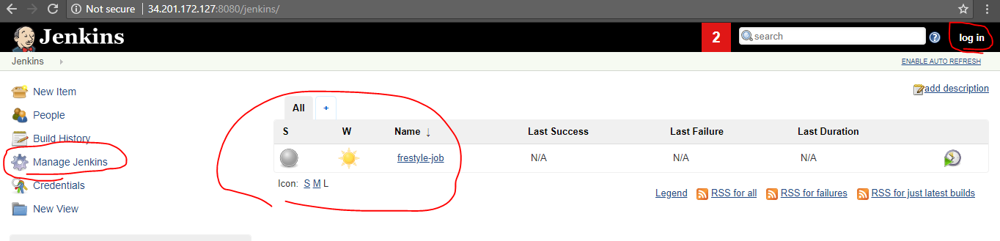 Not secure | 34.201.172.127:8080/jenkins/
Jenkins 2 search ? log in
Jenkins ENABLE AUTO REFRESH
New Item add description
People All +
Build History S W Name ↓ Last Success Last Failure Last Duration
Manage Jenkins frestyle-job N/A N/A N/A
Credentials Icon: S M L
New View Legend RSS for all RSS for failures RSS for just latest builds